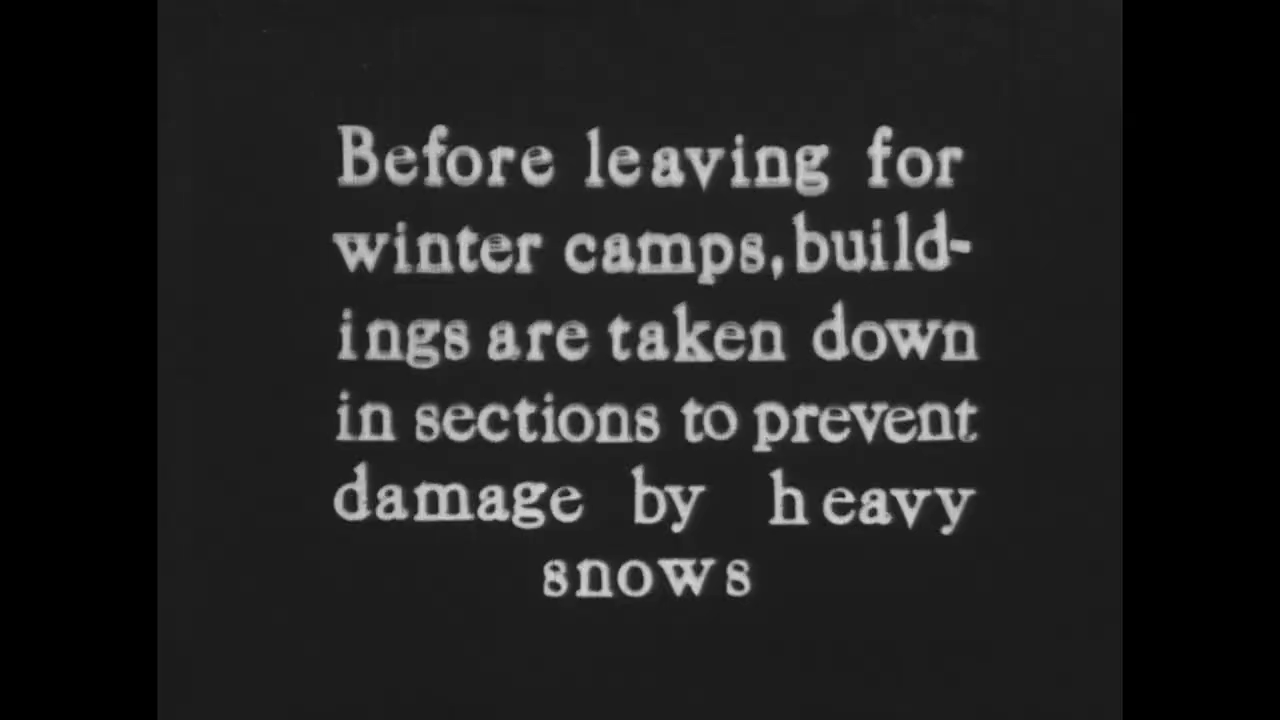 Before leaving for
winter camps, build-
ings are taken down
in sections to prevent
damage by heavy
snows